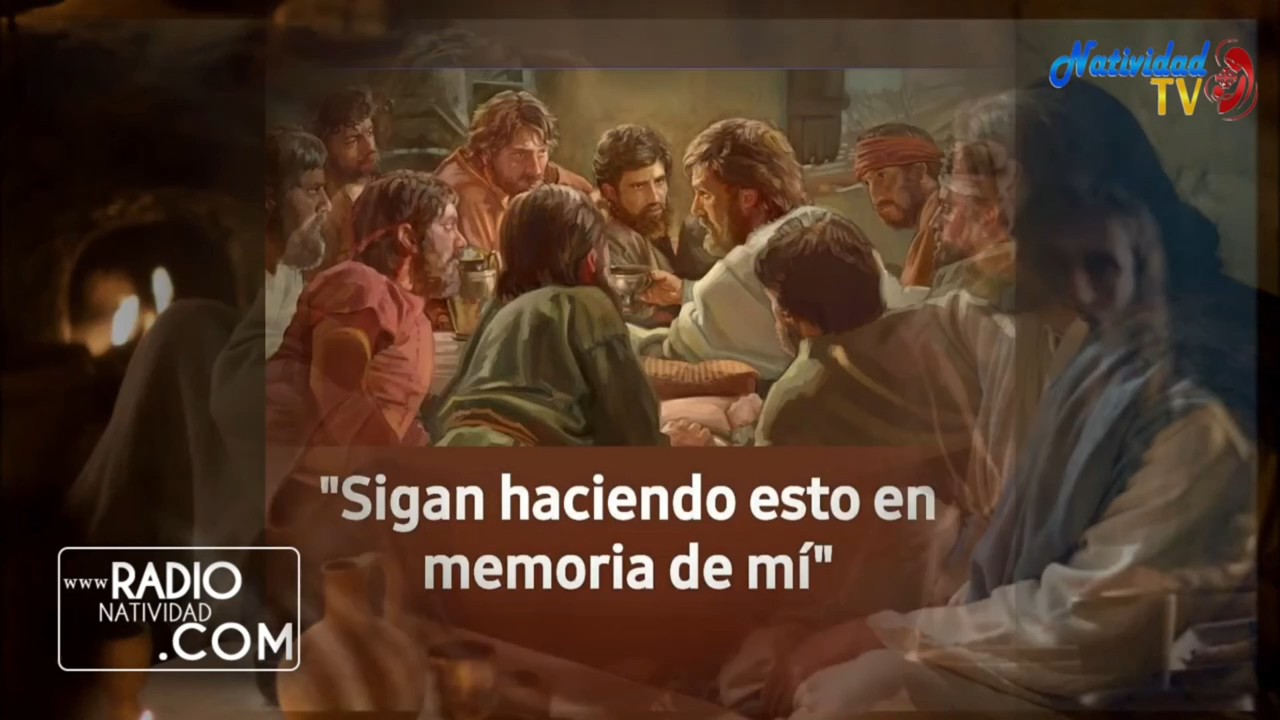 Natividad
TV
"Sigan haciendo esto en
memoria de mí"
www RADIO
NATIVIDAD
.COM